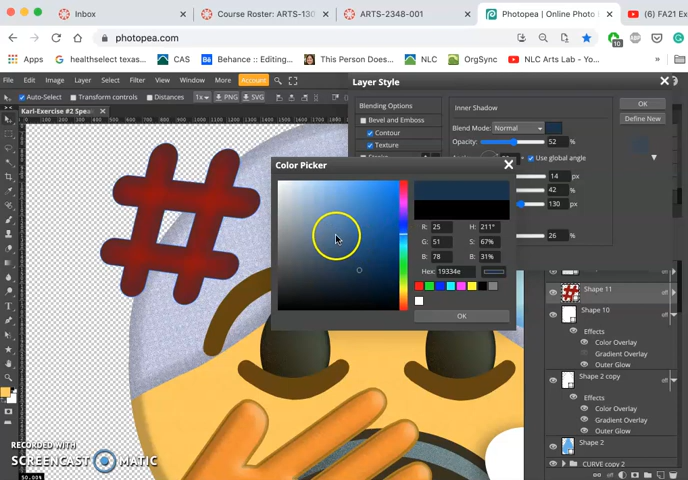 Inbox
Course Roster: ARTS-130
ARTS-2348-001
Photopea | Online Photo E
(6) FA21 E
photopea.com
Apps
healthselect texas...
CAS
Behance :: Editing...
This Person Does...
NLC
OrgSync
NLC Arts Lab - Yo...
File Edit Image Layer Select Filter View Window More Account
Auto-Select Transform controls Distances 1x PNG SVG
Karl-Exercise #2 Spea
Layer Style
Blending Options
Bevel and Emboss
Contour
Texture
Inner Shadow
Blend Mode: Normal
Opacity: 52 %
Use global angle
14 px
42 %
130 px
26 %
OK
Define New
Color Picker
R: 25 H: 211°
G: 51 S: 67%
B: 78 B: 31%
Hex: 19334e
OK
Shape 11
Shape 10
Effects
Color Overlay
Gradient Overlay
Outer Glow
Shape 2 copy
Effects
Color Overlay
Gradient Overlay
Outer Glow
Shape 2
CURVE copy 2
RECORDED WITH
SCREENCAST MATIC
50.00%